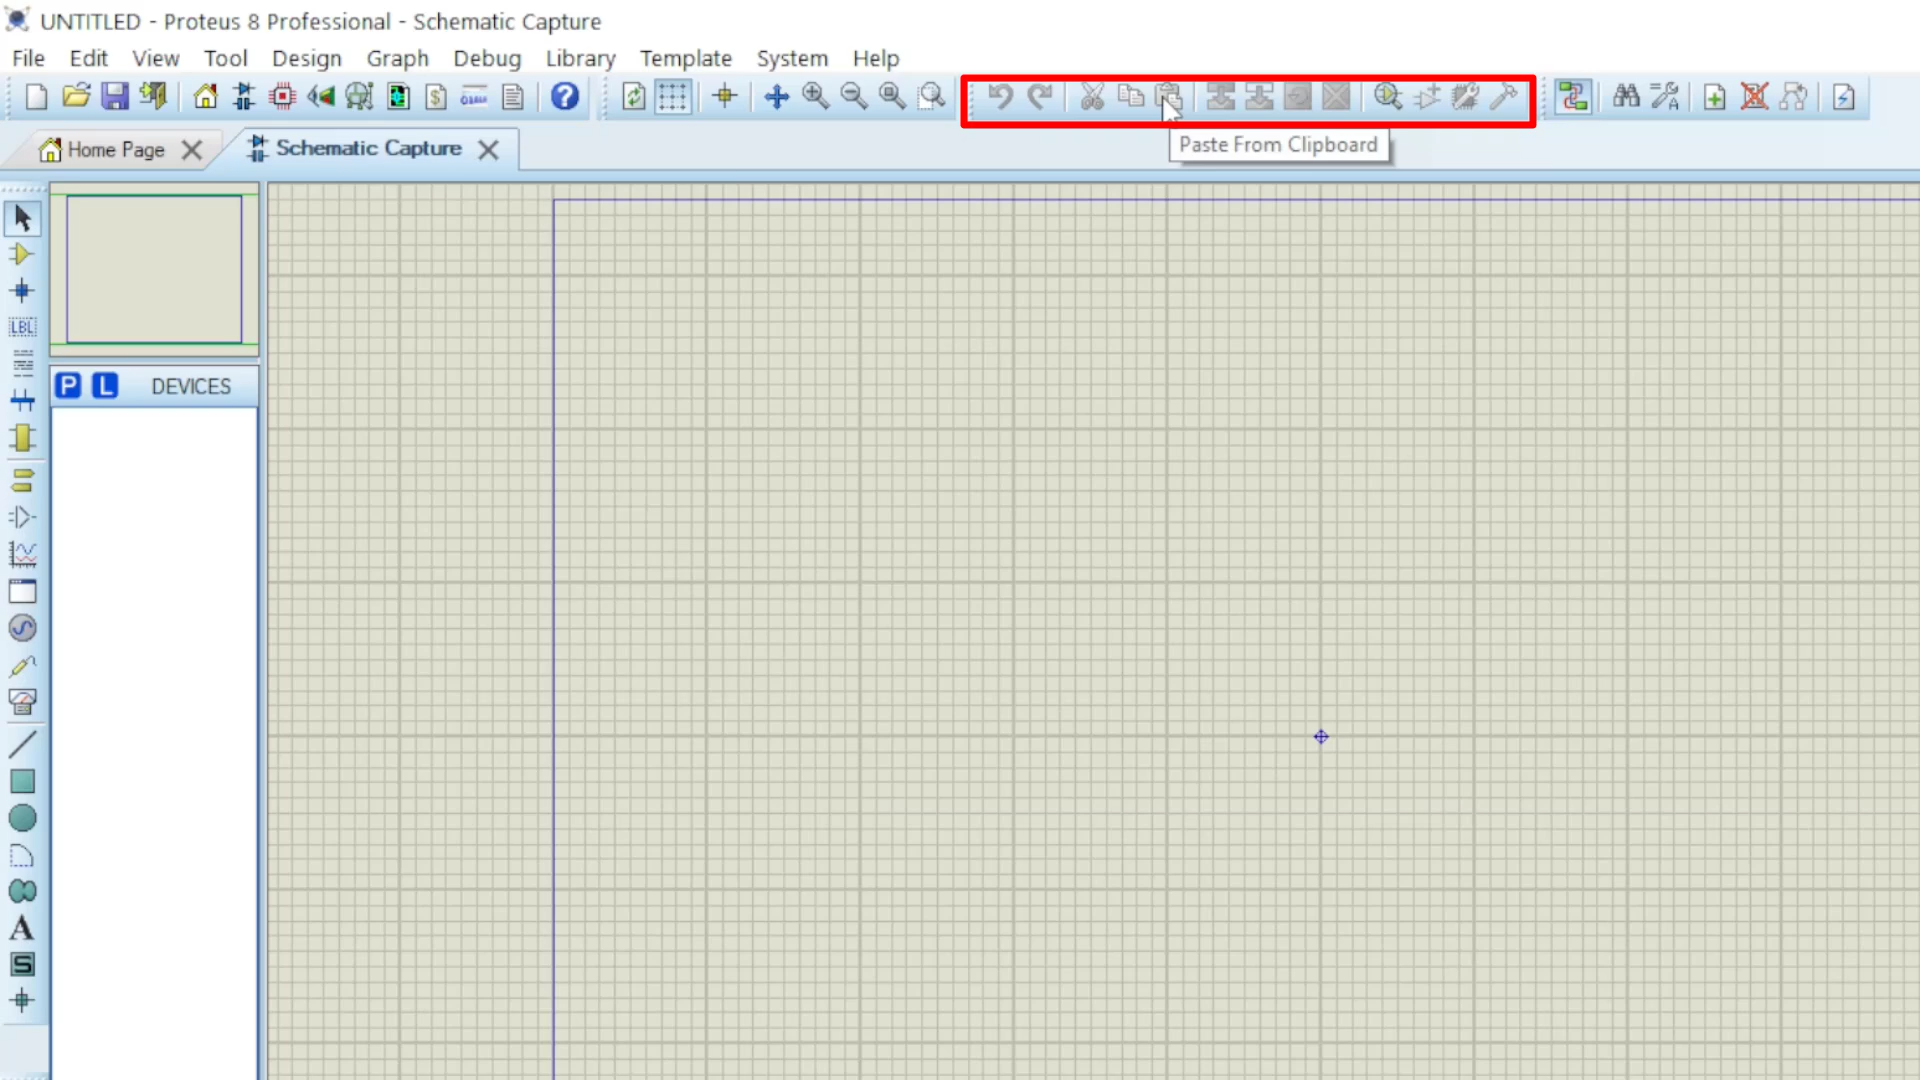 UNTITLED - Proteus 8 Professional - Schematic Capture
File Edit View Tool Design Graph Debug Library Template System Help
Paste From Clipboard
Home Page
Schematic Capture
LBL
P L DEVICES
A
S